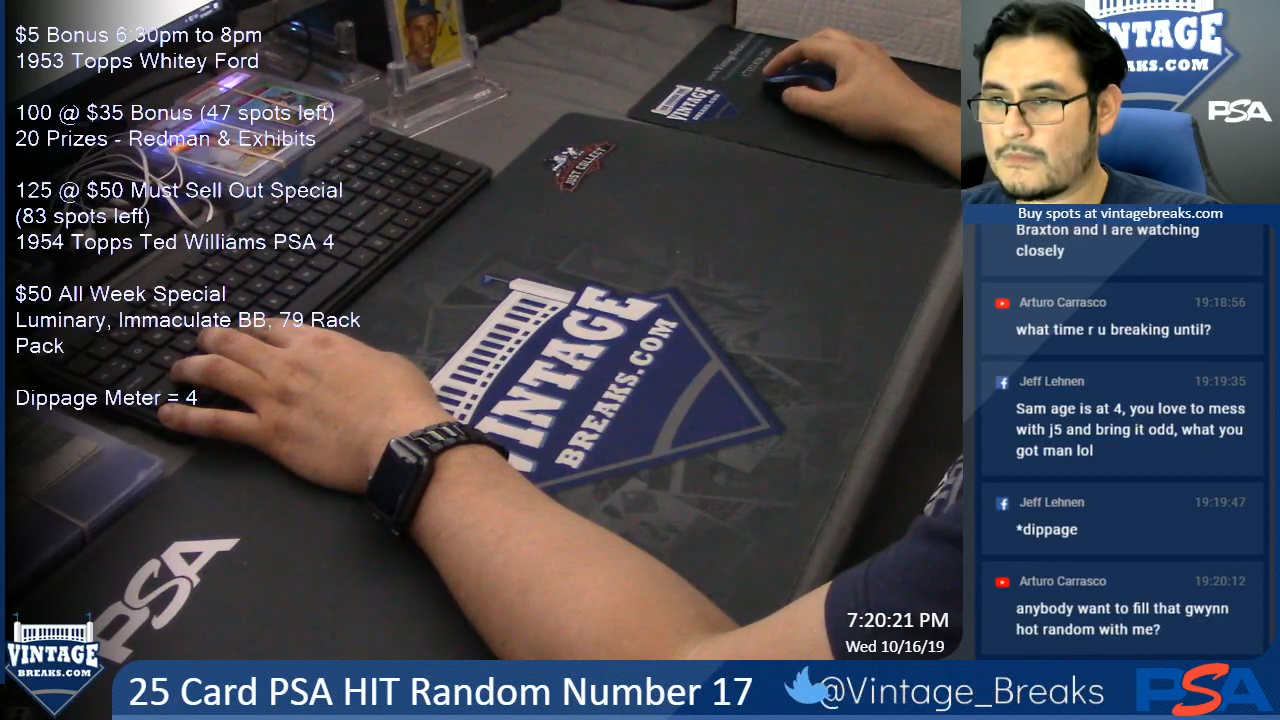 $5 Bonus 6:30pm to 8pm
1953 Topps Whitey Ford
100 @ $35 Bonus (47 spots left)
20 Prizes - Redman & Exhibits
125 @ $50 Must Sell Out Special
(83 spots left)
1954 Topps Ted Williams PSA 4
$50 All Week Special
Luminary, Immaculate BB, 79 Rack
Pack
Dippage Meter = 4
JUST COLLECT
VINTAGE
BREAKS.COM
PSA
7:20:21 PM
Wed 10/16/19
VINTAGE
BREAKS.COM
25 Card PSA HIT Random Number 17
@Vintage_Breaks
PSA
NTAGE
KS.COM
PSA
Buy spots at vintagebreaks.com
Braxton and I are watching
closely
Arturo Carrasco 19:18:56
what time r u breaking until?
Jeff Lehnen 19:19:35
Sam age is at 4, you love to mess
with j5 and bring it odd, what you
got man lol
Jeff Lehnen 19:19:47
*dippage
Arturo Carrasco 19:20:12
anybody want to fill that gwynn
hot random with me?